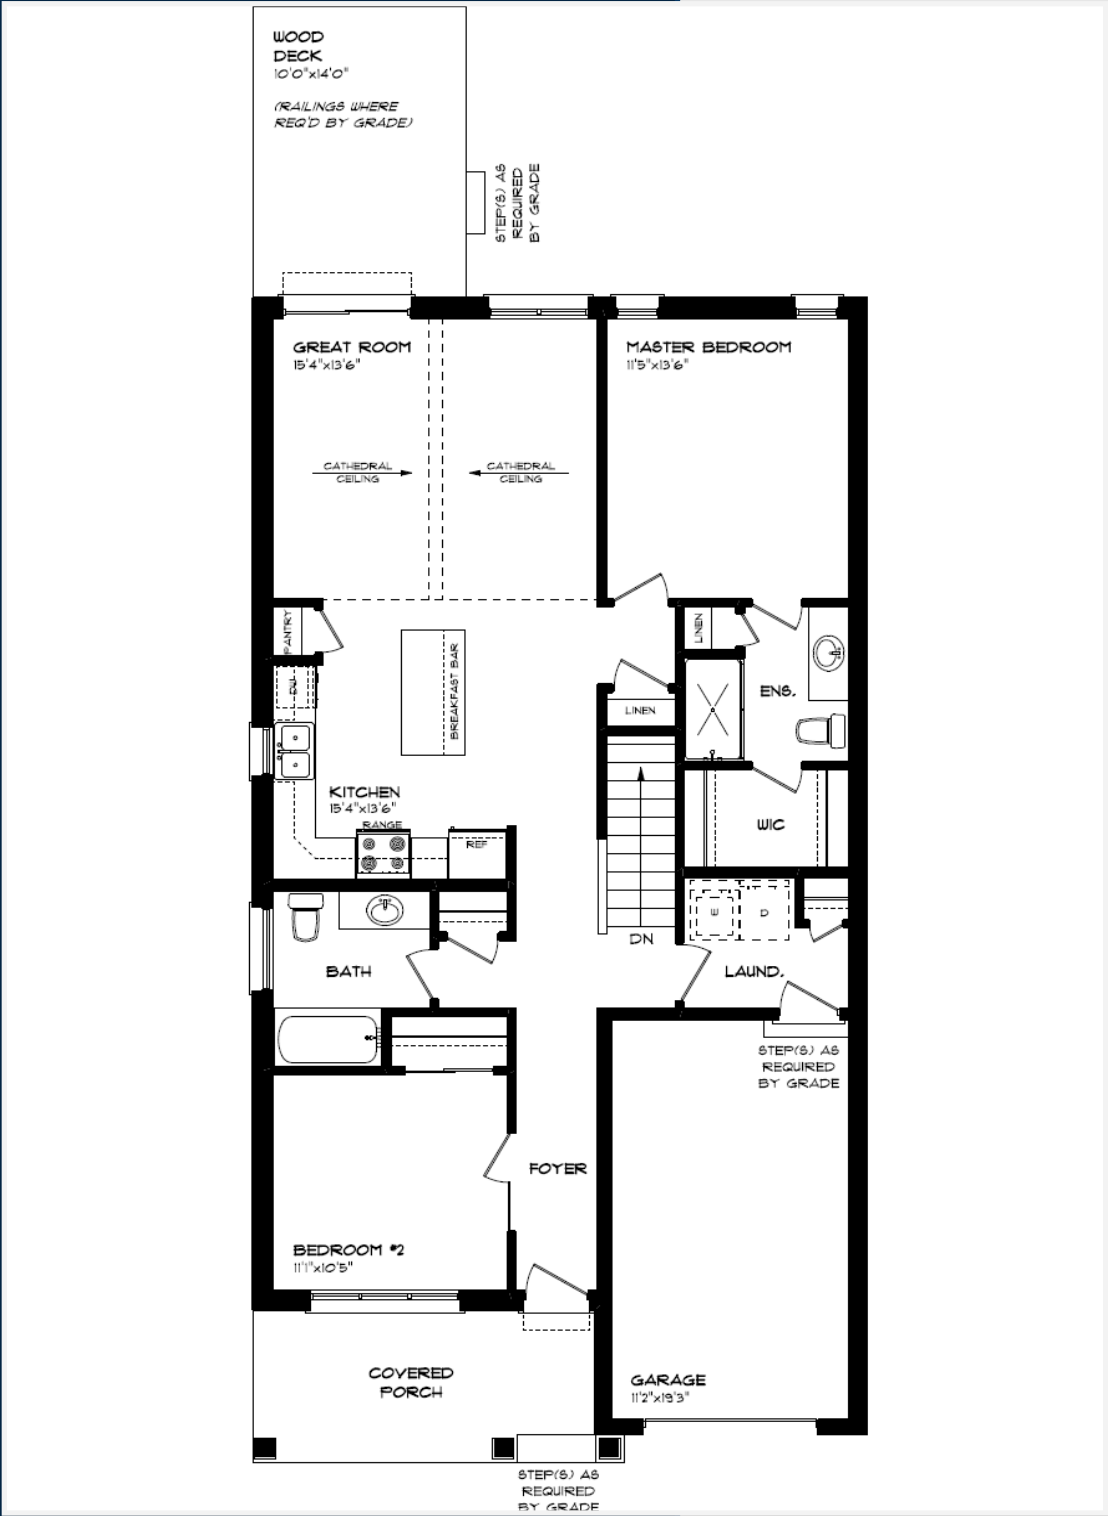 WOOD
DECK
10'0"x14'0"
(RAILINGS WHERE
REQ'D BY GRADE)
STEP(S) AS
REQUIRED
BY GRADE
GREAT ROOM
15'4"x13'6"
MASTER BEDROOM
11'5"x13'6"
CATHEDRAL
CEILING
CATHEDRAL
CEILING
PANTRY
BREAKFAST BAR
LINEN
ENS.
LINEN
KITCHEN
15'4"x13'6"
RANGE
REF
WIC
DN
D
BATH
LAUND.
STEP(S) AS
REQUIRED
BY GRADE
FOYER
BEDROOM #2
11'1"x10'5"
COVERED
PORCH
GARAGE
11'2"x19'3"
STEP(S) AS
REQUIRED
BY GRADE